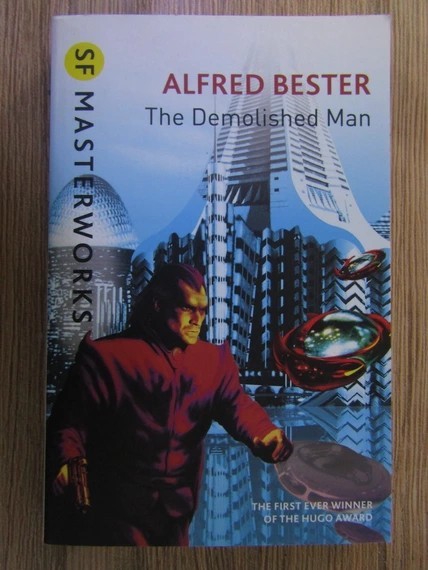 SF MASTERWORKS
ALFRED BESTER
The Demolished Man
THE FIRST EVER WINNER
OF THE HUGO AWARD